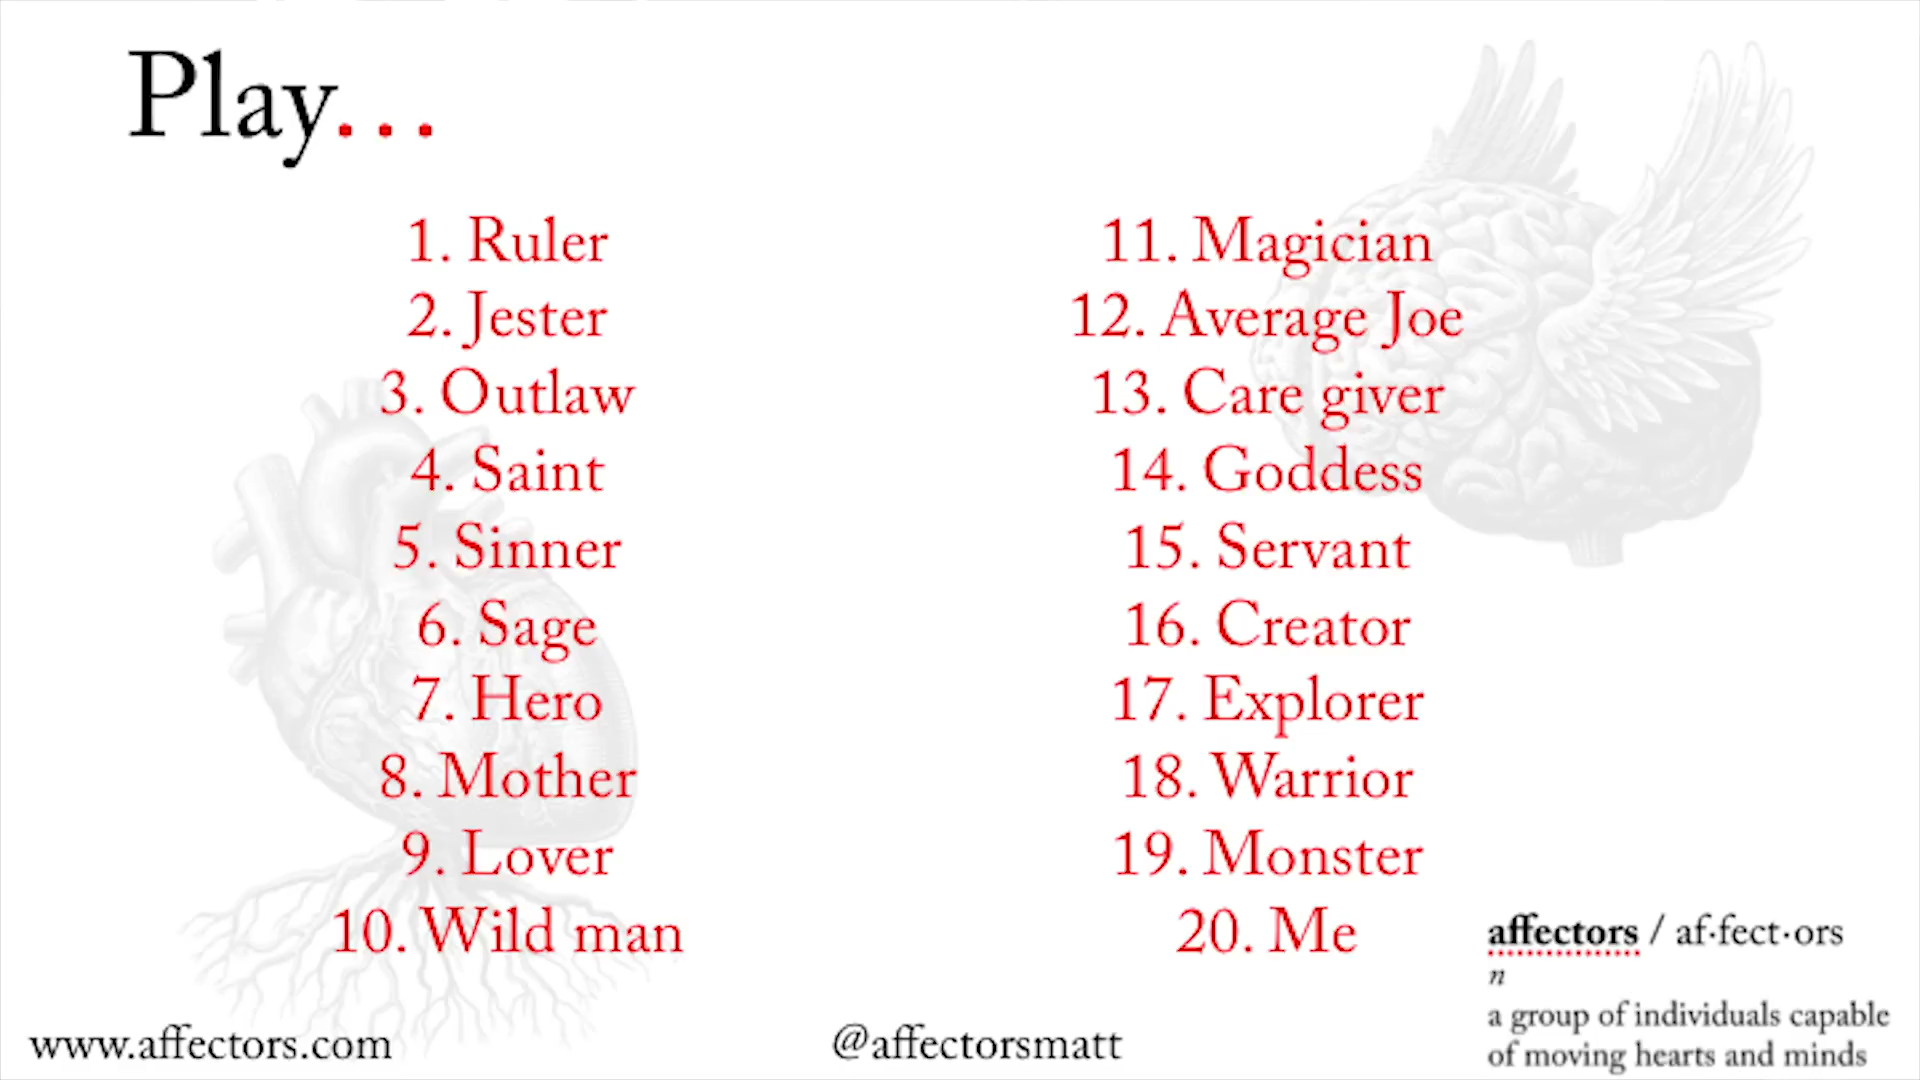 Play...
1. Ruler
2. Jester
3. Outlaw
4. Saint
5. Sinner
6. Sage
7. Hero
8. Mother
9. Lover
10. Wild man
11. Magician
12. Average Joe
13. Care giver
14. Goddess
15. Servant
16. Creator
17. Explorer
18. Warrior
19. Monster
20. Me
affectors / af·fect·ors
n
a group of individuals capable
of moving hearts and minds
www.affectors.com
@affectorsmatt